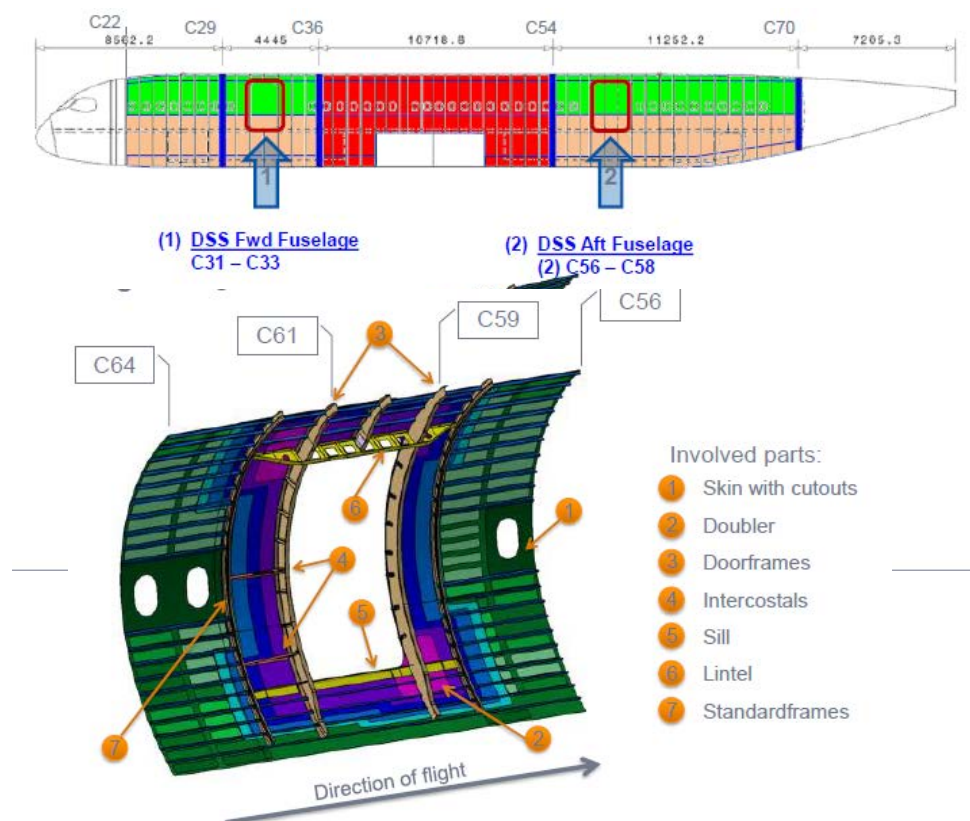 C22
C29
C36
C54
C70
8562.2
4445
10718.8
11252.2
7205.3
1
2
(1) DSS Fwd Fuselage
C31 – C33
(2) DSS Aft Fuselage
(2) C56 – C58
C64
C61
3
C59
C56
6
1
4
5
7
2
Direction of flight
Involved parts:
1 Skin with cutouts
2 Doubler
3 Doorframes
4 Intercostals
5 Sill
6 Lintel
7 Standardframes